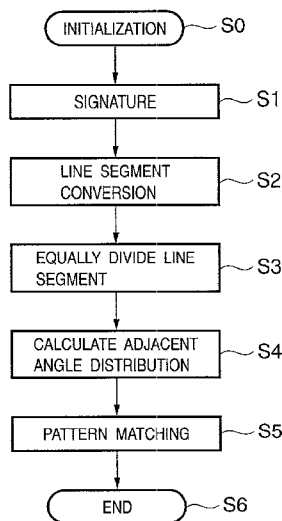 INITIALIZATION S0
SIGNATURE S1
LINE SEGMENT
CONVERSION S2
EQUALLY DIVIDE LINE
SEGMENT S3
CALCULATE ADJACENT
ANGLE DISTRIBUTION S4
PATTERN MATCHING S5
END S6